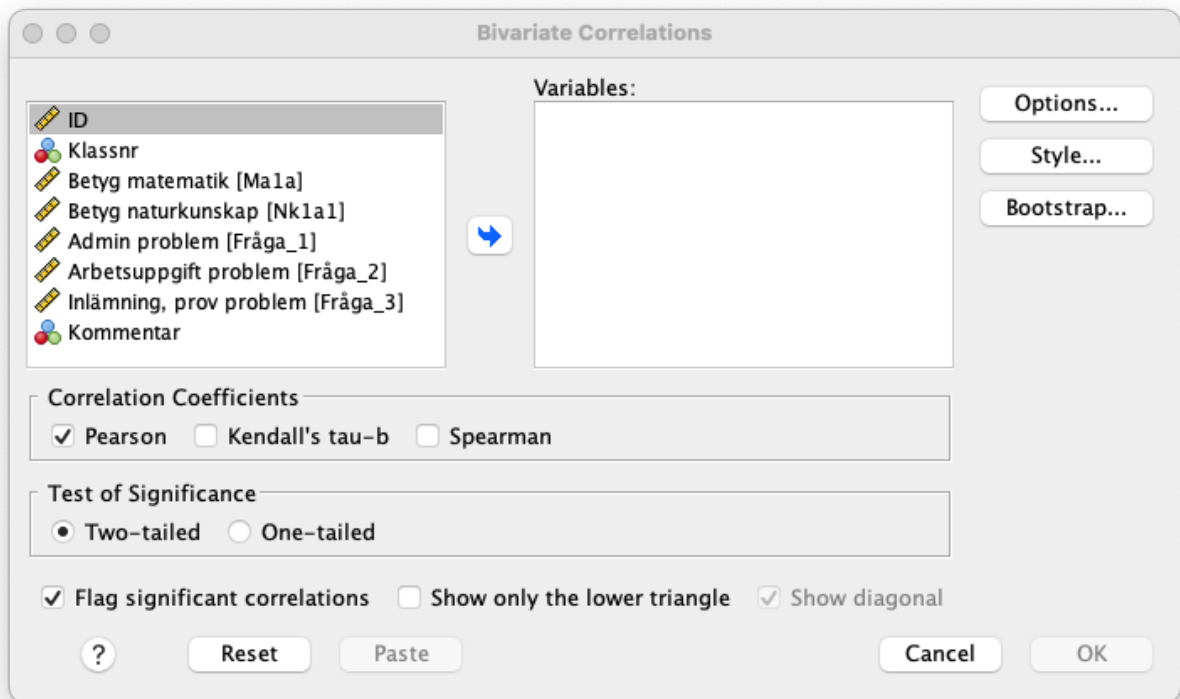 Bivariate Correlations
Variables:
ID
Klassnr
Betyg matematik [Ma1a]
Betyg naturkunskap [Nk1a1]
Admin problem [Fråga_1]
Arbetsuppgift problem [Fråga_2]
Inlämning, prov problem [Fråga_3]
Kommentar
Options...
Style...
Bootstrap...
Correlation Coefficients
Pearson Kendall's tau-b Spearman
Test of Significance
Two-tailed One-tailed
Flag significant correlations Show only the lower triangle Show diagonal
? Reset Paste Cancel OK